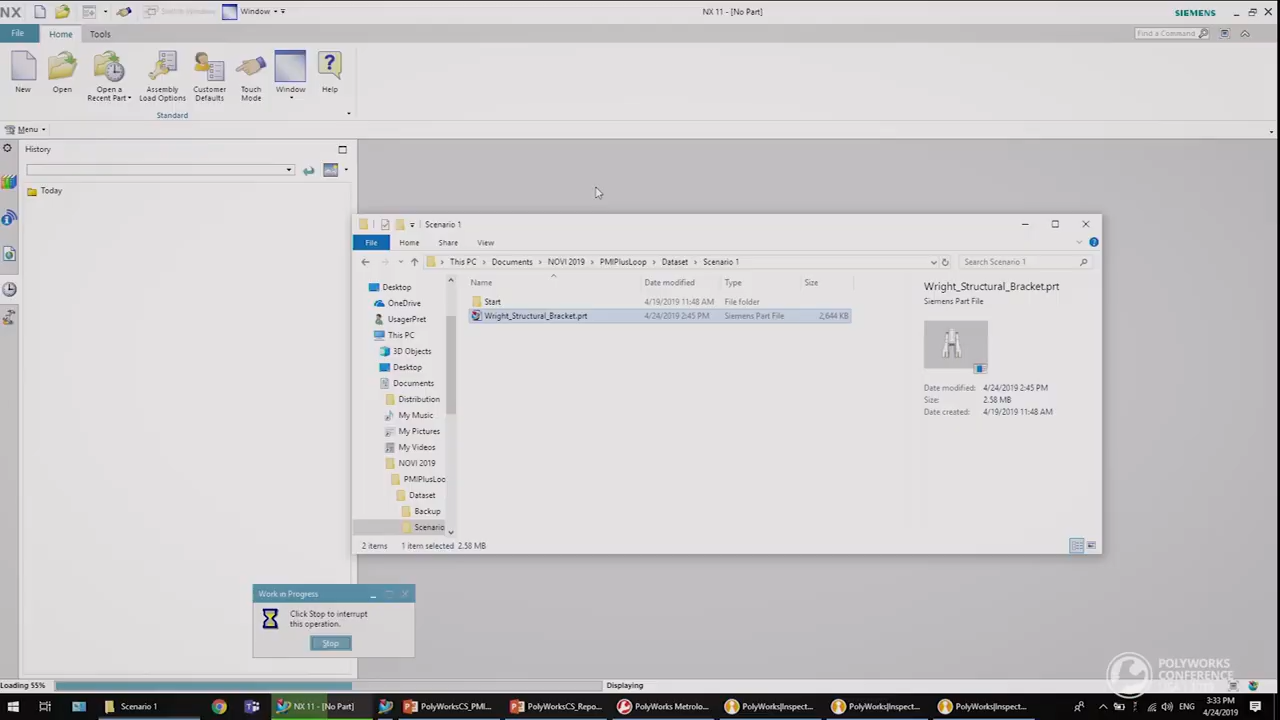 NX
Window
NX 11 - [No Part]
SIEMENS
File
Home
Tools
Find a Command
New
Open
Open a
Recent Part
Assembly
Load Options
Customer
Defaults
Touch
Mode
Window
Help
Standard
Menu
History
Today
Scenario 1
File
Home
Share
View
This PC
Documents
NOVI 2019
PMIPlusLoop
Dataset
Scenario 1
Search Scenario 1
Name
Date modified
Type
Size
Desktop
OneDrive
UsagerPret
This PC
3D Objects
Desktop
Documents
Distribution
My Music
My Pictures
My Videos
NOVI 2019
PMIPlusLoo
Dataset
Backup
Scenario
Start
4/19/2019 11:48 AM
File folder
Wright_Structural_Bracket.prt
4/24/2019 2:45 PM
Siemens Part File
2,644 KB
Wright_Structural_Bracket.prt
Siemens Part File
Date modified: 4/24/2019 2:45 PM
Size: 2.58 MB
Date created: 4/19/2019 11:48 AM
2 items
1 item selected 2.58 MB
Work in Progress
Click Stop to interrupt
this operation.
Stop
Loading 55%
Displaying
POLYWORKS
CONFERENCE
Scenario 1
NX 11 - [No Part]
PolyWorksCS_PMI...
PolyWorksCS_Repo...
PolyWorks Metrolo...
PolyWorks|Inspect...
PolyWorks|Inspect...
PolyWorks|Inspect...
ENG
3:33 PM
4/24/2019